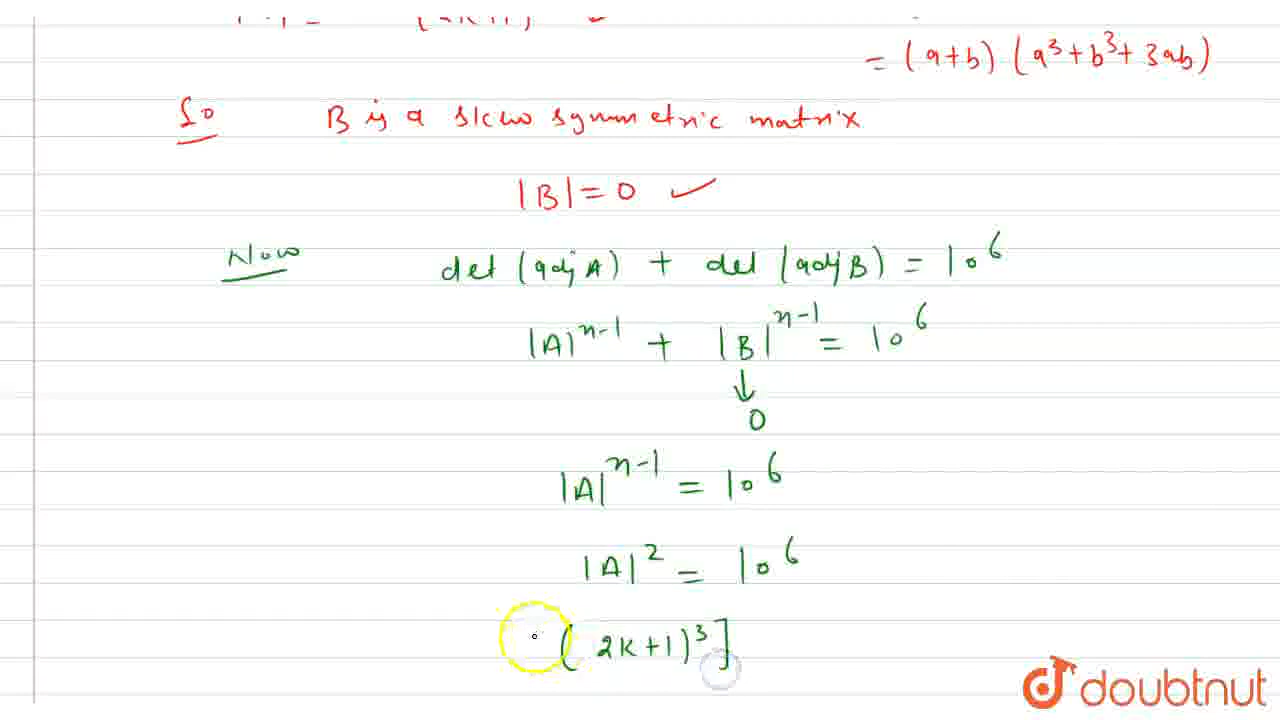 = (a+b) (a³+b³+3ab)
So B is a skew symmetric matrix
|B| = 0 ✓
Now det (adj A) + det (adj B) = 10⁶
|A|ⁿ⁻¹ + |B|ⁿ⁻¹ = 10⁶
↓
0
|A|ⁿ⁻¹ = 10⁶
|A|² = 10⁶
( 2k+1)³]
doubtnut